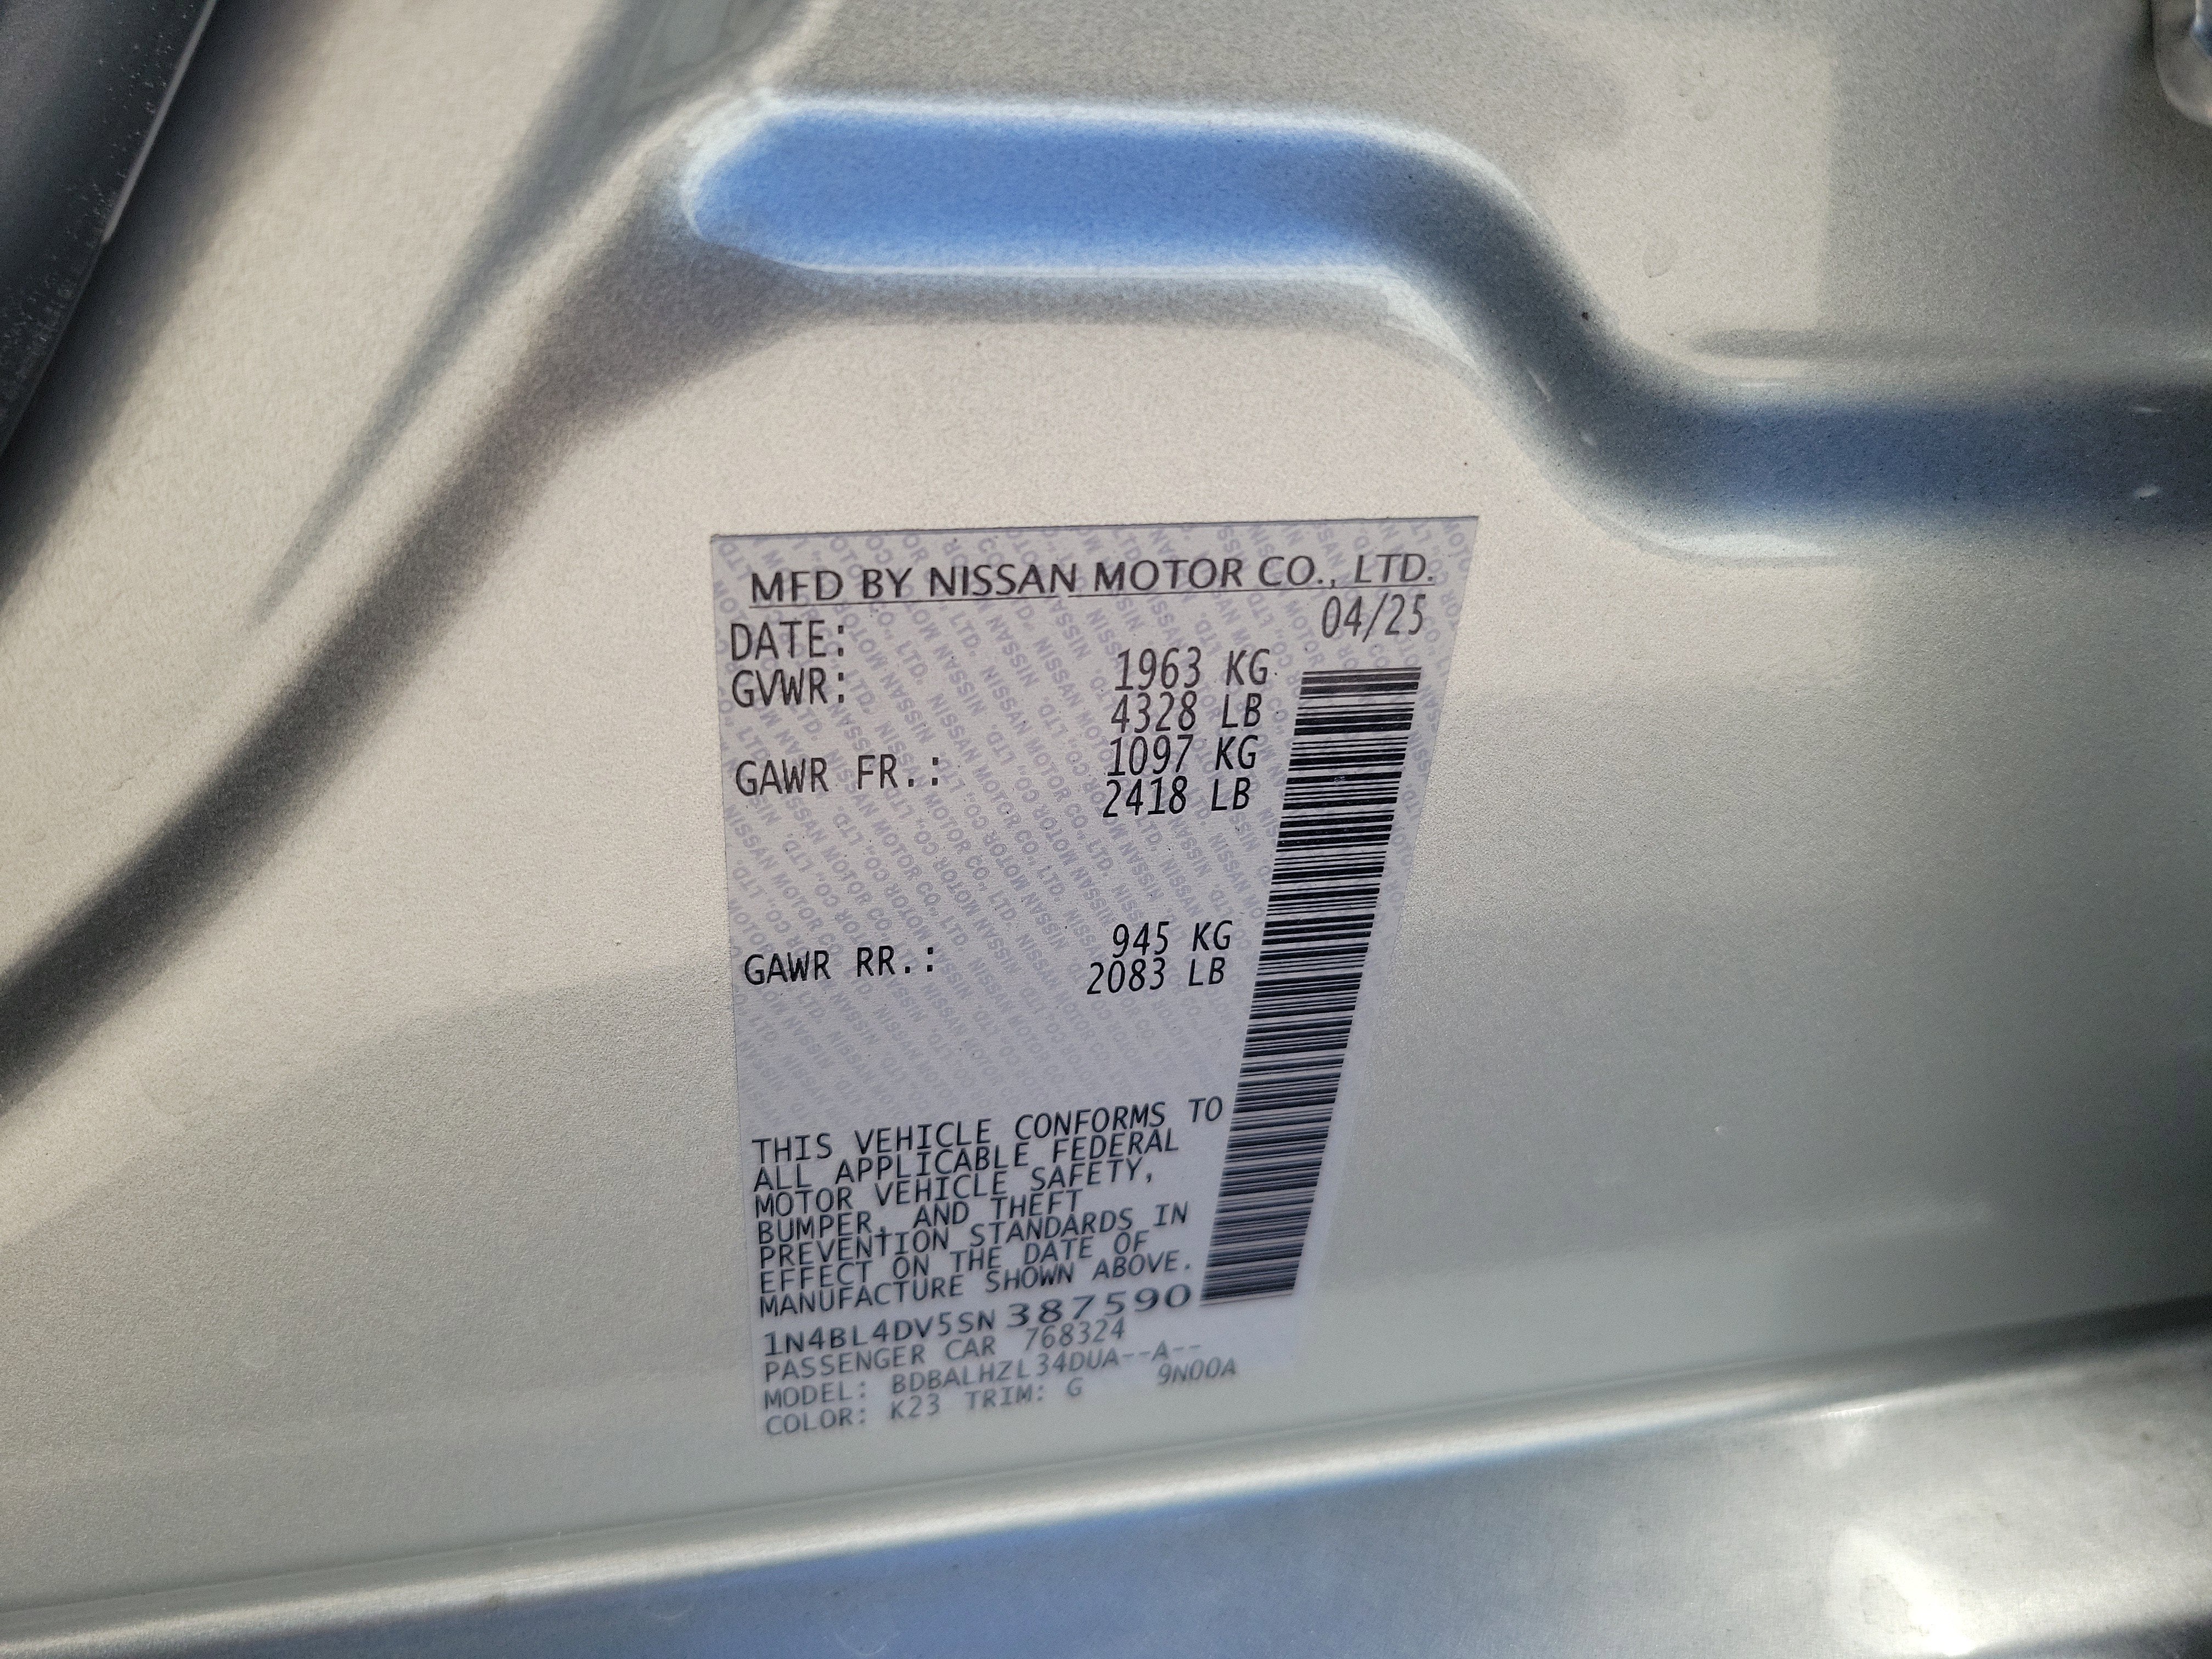 MFD BY NISSAN MOTOR CO., LTD.
DATE: 04/25
GVWR: 1963 KG
4328 LB
GAWR FR.: 1097 KG
2418 LB
GAWR RR.: 945 KG
2083 LB
THIS VEHICLE CONFORMS TO
ALL APPLICABLE FEDERAL
MOTOR VEHICLE SAFETY,
BUMPER, AND THEFT
PREVENTION STANDARDS IN
EFFECT ON THE DATE OF
MANUFACTURE SHOWN ABOVE.
1N4BL4DV5SN 387590
PASSENGER CAR 768324
MODEL: BDBALHZL34DUA--A--
COLOR: K23 TRIM: G 9N00A